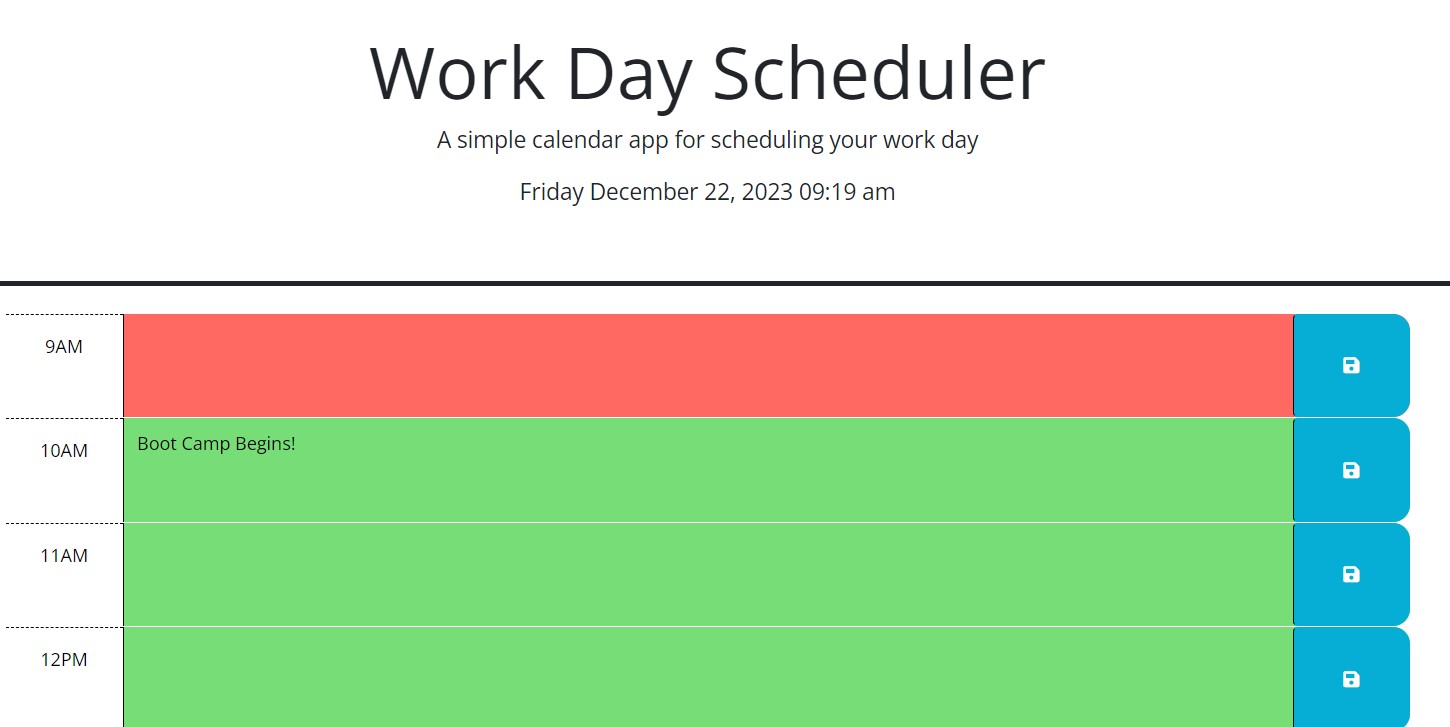 Work Day Scheduler
A simple calendar app for scheduling your work day
Friday December 22, 2023 09:19 am
9AM
10AM
Boot Camp Begins!
11AM
12PM